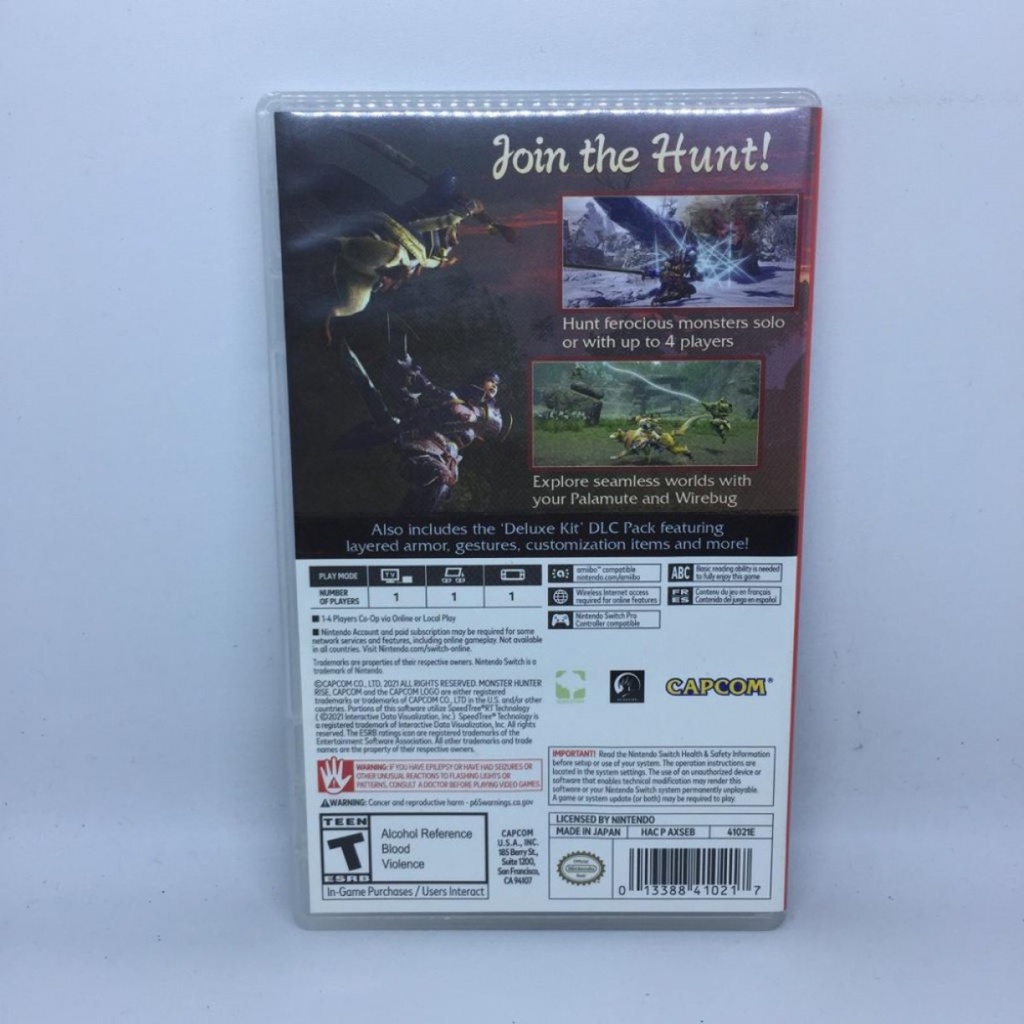 Join the Hunt!
Hunt ferocious monsters solo
or with up to 4 players
Explore seamless worlds with
your Palamute and Wirebug
Also includes the 'Deluxe Kit' DLC Pack featuring
layered armor, gestures, customization items and more!
PLAY MODE
TV
NUMBER
OF PLAYERS
1
1
1
amiibo™ compatible
nintendo.com/amiibo
ABC
Basic reading ability is needed
to fully enjoy this game
Wireless Internet access
required for online features
FR
ES
Contenu du jeu en français
Contenido del juego en español
Nintendo Switch Pro
Controller compatible
■ 1-4 Players Co-Op via Online or Local Play
■ Nintendo Account and paid subscription may be required for some
network services and features, including online gameplay. Not available
in all countries. Visit Nintendo.com/switch-online.
Trademarks are properties of their respective owners. Nintendo Switch is a
trademark of Nintendo.
©CAPCOM CO., LTD. 2021 ALL RIGHTS RESERVED. MONSTER HUNTER
RISE, CAPCOM and the CAPCOM LOGO are either registered
trademarks or trademarks of CAPCOM CO., LTD in the U.S. and/or other
countries. Portions of this software utilize SpeedTree®RT Technology
(©2021 Interactive Data Visualization, Inc.) SpeedTree® Technology is
a registered trademark of Interactive Data Visualization, Inc. All rights
reserved. The ESRB ratings icon are registered trademarks of the
Entertainment Software Association. All other trademarks and trade
names are the property of their respective owners.
CAPCOM®
WARNING: IF YOU HAVE EPILEPSY OR HAVE HAD SEIZURES OR
OTHER UNUSUAL REACTIONS TO FLASHING LIGHTS OR
PATTERNS, CONSULT A DOCTOR BEFORE PLAYING VIDEO GAMES.
WARNING: Cancer and reproductive harm - p65warnings.ca.gov
IMPORTANT! Read the Nintendo Switch Health & Safety Information
before setup or use of your system. The operation instructions are
located in the system settings. The use of an unauthorized device or
software that enables technical modification may render this
software or your Nintendo Switch system permanently unplayable.
A game or system update (or both) may be required to play.
TEEN
T
ESRB
Alcohol Reference
Blood
Violence
In-Game Purchases / Users Interact
CAPCOM
U.S.A., INC.
185 Berry St.,
Suite 1200,
San Francisco,
CA 94107
LICENSED BY NINTENDO
MADE IN JAPAN
HAC P AXSEB
41021E
Official
Nintendo
Seal
0 13388 41021 7